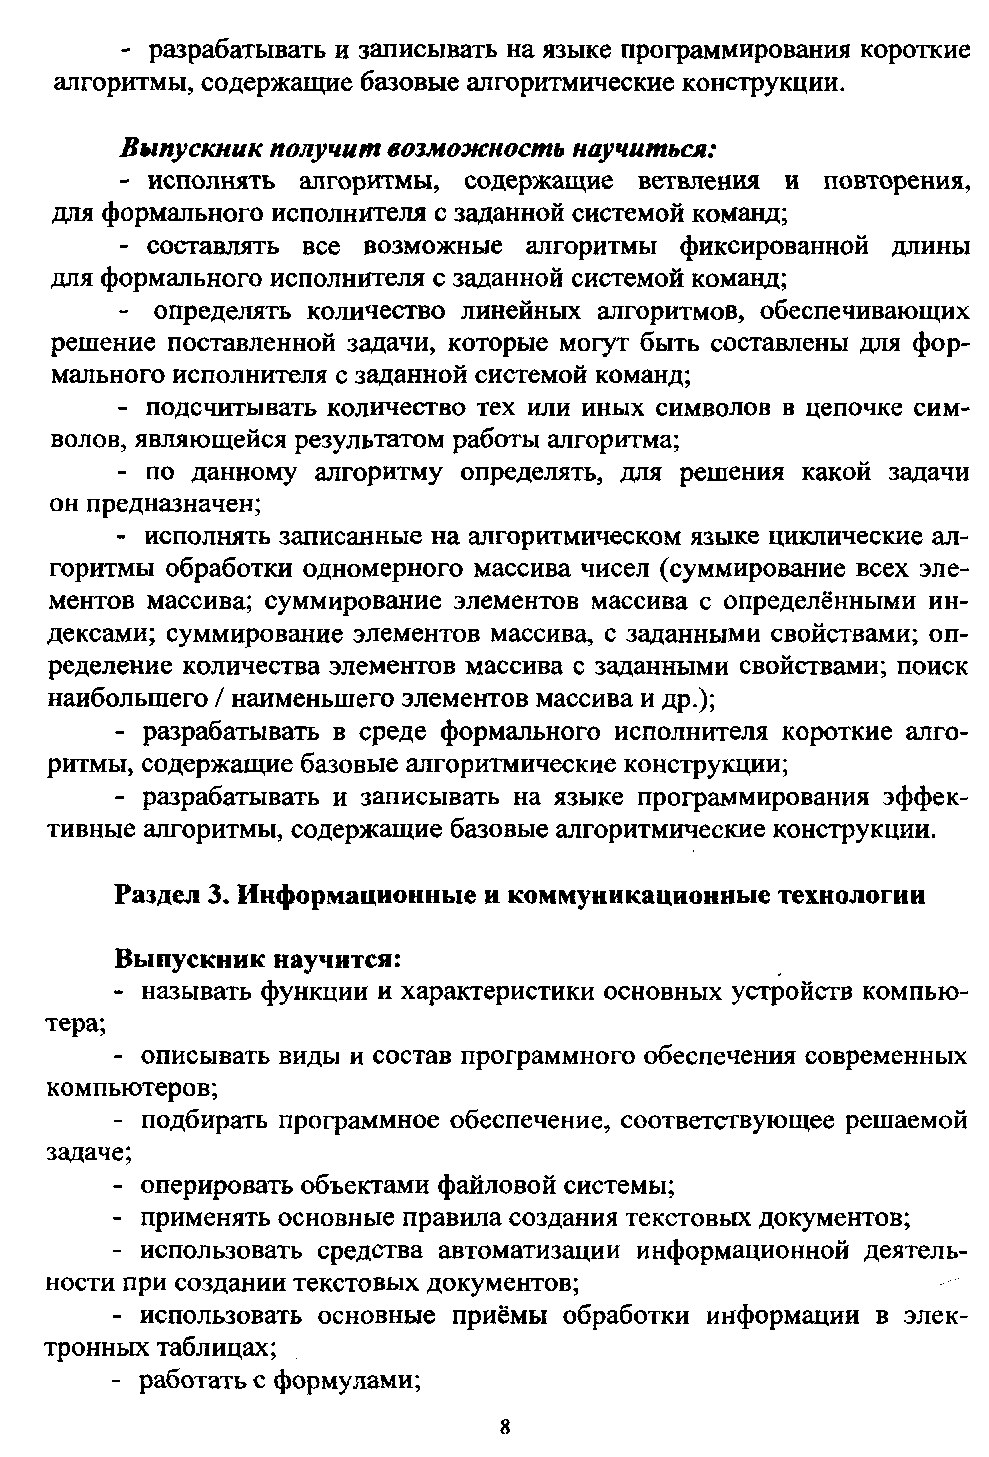 - разрабатывать и записывать на языке программирования короткие
алгоритмы, содержащие базовые алгоритмические конструкции.
Выпускник получит возможность научиться:
- исполнять алгоритмы, содержащие ветвления и повторения,
для формального исполнителя с заданной системой команд;
- составлять все возможные алгоритмы фиксированной длины
для формального исполнителя с заданной системой команд;
- определять количество линейных алгоритмов, обеспечивающих
решение поставленной задачи, которые могут быть составлены для фор-
мального исполнителя с заданной системой команд;
- подсчитывать количество тех или иных символов в цепочке сим-
волов, являющейся результатом работы алгоритма;
- по данному алгоритму определять, для решения какой задачи
он предназначен;
- исполнять записанные на алгоритмическом языке циклические ал-
горитмы обработки одномерного массива чисел (суммирование всех эле-
ментов массива; суммирование элементов массива с определёнными ин-
дексами; суммирование элементов массива, с заданными свойствами; оп-
ределение количества элементов массива с заданными свойствами; поиск
наибольшего / наименьшего элементов массива и др.);
- разрабатывать в среде формального исполнителя короткие алго-
ритмы, содержащие базовые алгоритмические конструкции;
- разрабатывать и записывать на языке программирования эффек-
тивные алгоритмы, содержащие базовые алгоритмические конструкции.
Раздел 3. Информационные и коммуникационные технологии
Выпускник научится:
- называть функции и характеристики основных устройств компью-
тера;
- описывать виды и состав программного обеспечения современных
компьютеров;
- подбирать программное обеспечение, соответствующее решаемой
задаче;
- оперировать объектами файловой системы;
- применять основные правила создания текстовых документов;
- использовать средства автоматизации информационной деятель-
ности при создании текстовых документов;
- использовать основные приёмы обработки информации в элек-
тронных таблицах;
- работать с формулами;
8